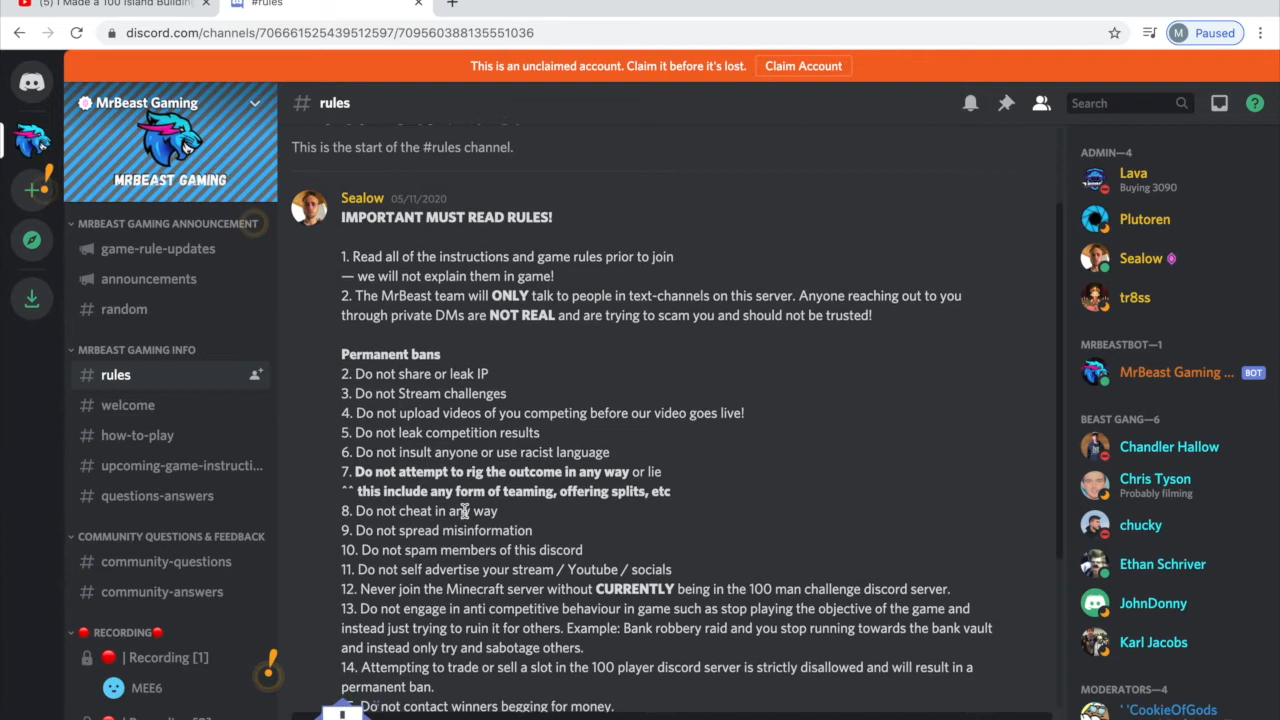 (5) I Made a 100 Island Building
#rules
discord.com/channels/706661525439512597/709560388135551036
M Paused
This is an unclaimed account. Claim it before it's lost.
Claim Account
MrBeast Gaming
MRBEAST GAMING
MRBEAST GAMING ANNOUNCEMENT
game-rule-updates
announcements
# random
MRBEAST GAMING INFO
# rules
# welcome
# how-to-play
# upcoming-game-instructi...
# questions-answers
COMMUNITY QUESTIONS & FEEDBACK
# community-questions
# community-answers
RECORDING
| Recording [1]
MEE6
# rules
Search
This is the start of the #rules channel.
Sealow 05/11/2020
IMPORTANT MUST READ RULES!
1. Read all of the instructions and game rules prior to join
— we will not explain them in game!
2. The MrBeast team will ONLY talk to people in text-channels on this server. Anyone reaching out to you
through private DMs are NOT REAL and are trying to scam you and should not be trusted!
Permanent bans
2. Do not share or leak IP
3. Do not Stream challenges
4. Do not upload videos of you competing before our video goes live!
5. Do not leak competition results
6. Do not insult anyone or use racist language
7. Do not attempt to rig the outcome in any way or lie
^^ this include any form of teaming, offering splits, etc
8. Do not cheat in any way
9. Do not spread misinformation
10. Do not spam members of this discord
11. Do not self advertise your stream / Youtube / socials
12. Never join the Minecraft server without CURRENTLY being in the 100 man challenge discord server.
13. Do not engage in anti competitive behaviour in game such as stop playing the objective of the game and
instead just trying to ruin it for others. Example: Bank robbery raid and you stop running towards the bank vault
and instead only try and sabotage others.
14. Attempting to trade or sell a slot in the 100 player discord server is strictly disallowed and will result in a
permanent ban.
Do not contact winners begging for money.
ADMIN—4
Lava
Buying 3090
Plutoren
Sealow
tr8ss
MRBEASTBOT—1
MrBeast Gaming ... BOT
BEAST GANG—6
Chandler Hallow
Chris Tyson
Probably filming
chucky
Ethan Schriver
JohnDonny
Karl Jacobs
MODERATORS—4
''CookieOfGods